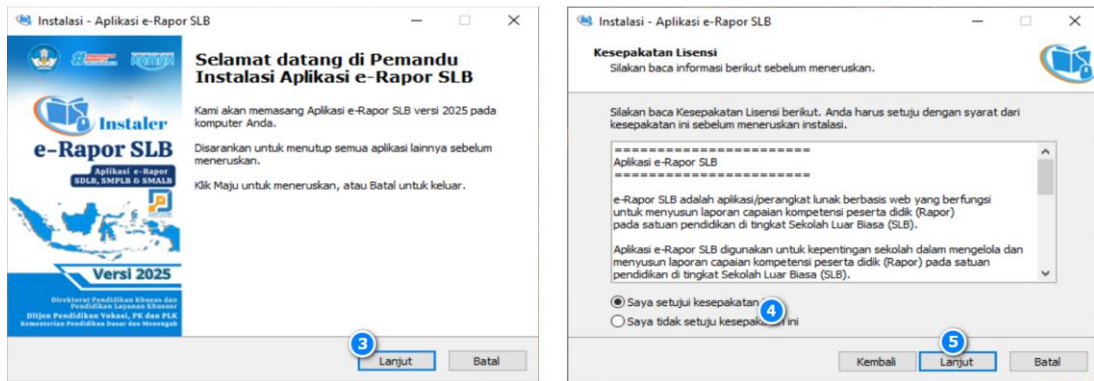 Instalasi - Aplikasi e-Rapor SLB
Instaler
e-Rapor SLB
Aplikasi e-Rapor
SDLB, SMPLB & SMALB
Versi 2025
Direktorat Pendidikan Khusus dan
Pendidikan Layanan Khusus
Ditjen Pendidikan Vokasi, PK dan PLK
Kementerian Pendidikan Dasar dan Menengah
Selamat datang di Pemandu
Instalasi Aplikasi e-Rapor SLB
Kami akan memasang Aplikasi e-Rapor SLB versi 2025 pada
komputer Anda.
Disarankan untuk menutup semua aplikasi lainnya sebelum
meneruskan.
Klik Maju untuk meneruskan, atau Batal untuk keluar.
3
Lanjut Batal
Instalasi - Aplikasi e-Rapor SLB
Kesepakatan Lisensi
Silakan baca informasi berikut sebelum meneruskan.
Silakan baca Kesepakatan Lisensi berikut. Anda harus setuju dengan syarat dari
kesepakatan ini sebelum meneruskan instalasi.
========================
Aplikasi e-Rapor SLB
========================
e-Rapor SLB adalah aplikasi/perangkat lunak berbasis web yang berfungsi
untuk menyusun laporan capaian kompetensi peserta didik (Rapor)
pada satuan pendidikan di tingkat Sekolah Luar Biasa (SLB).
Aplikasi e-Rapor SLB digunakan untuk kepentingan sekolah dalam mengelola dan
menyusun laporan capaian kompetensi peserta didik (Rapor) pada satuan
pendidikan di tingkat Sekolah Luar Biasa (SLB).
Saya setujui kesepakatan
4
Saya tidak setuju ini
5
Kembali Lanjut Batal